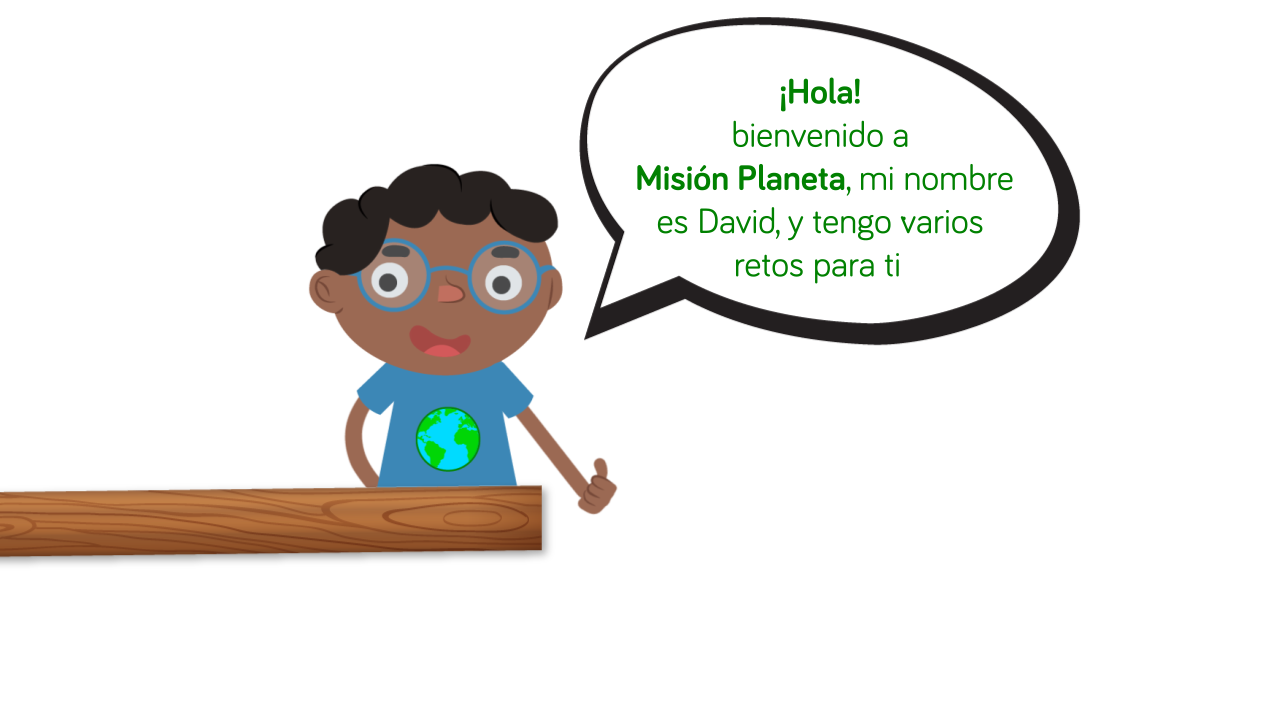 ¡Hola!
bienvenido a
Misión Planeta, mi nombre
es David, y tengo varios
retos para ti